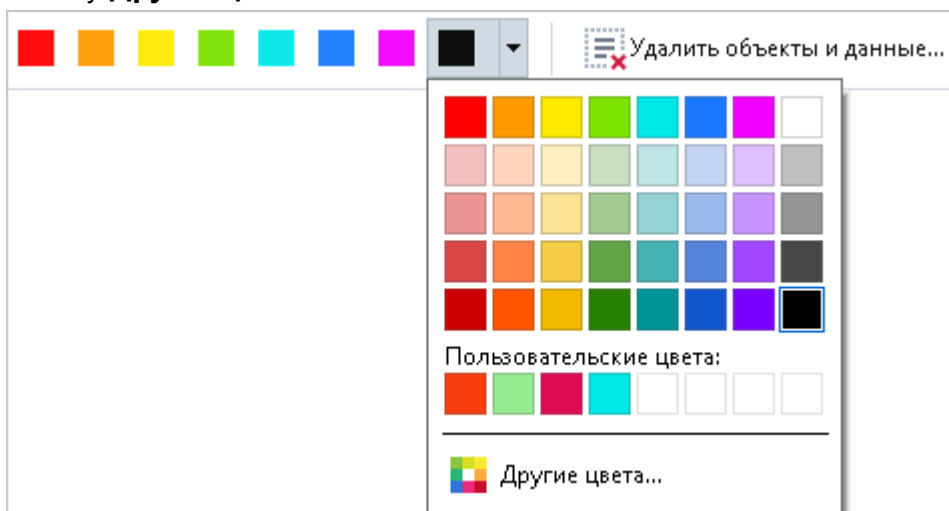 Удалить объекты и данные...
Пользовательские цвета:
Другие цвета...